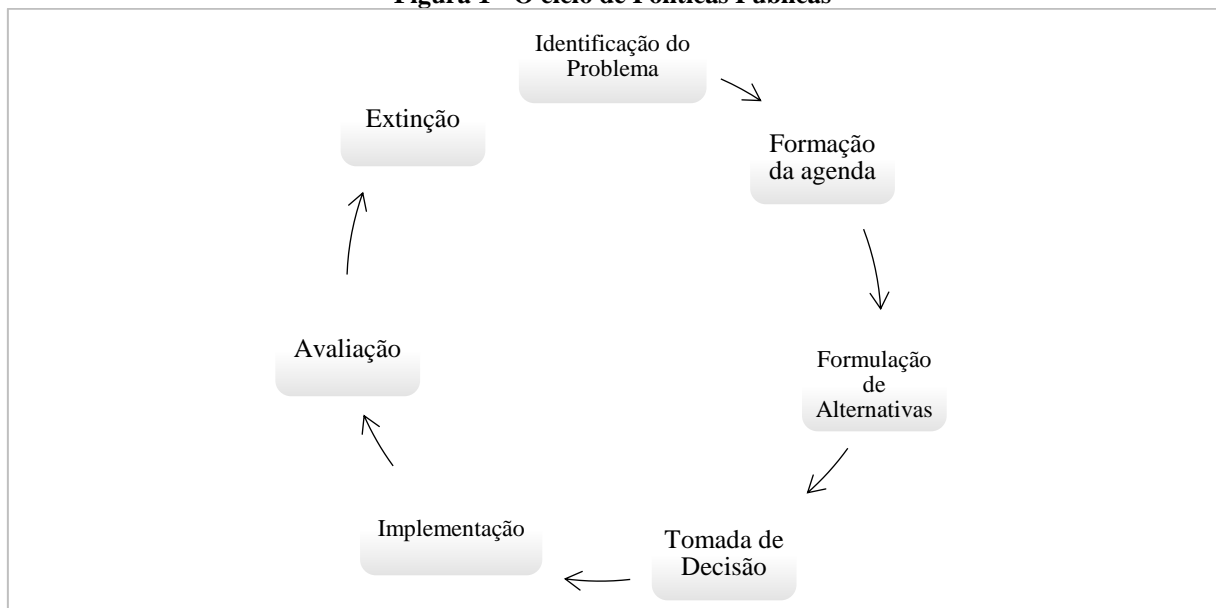 Figura 1 - O ciclo de Políticas Públicas
Identificação do
Problema
Formação
da agenda
Formulação
de
Alternativas
Tomada de
Decisão
Implementação
Avaliação
Extinção